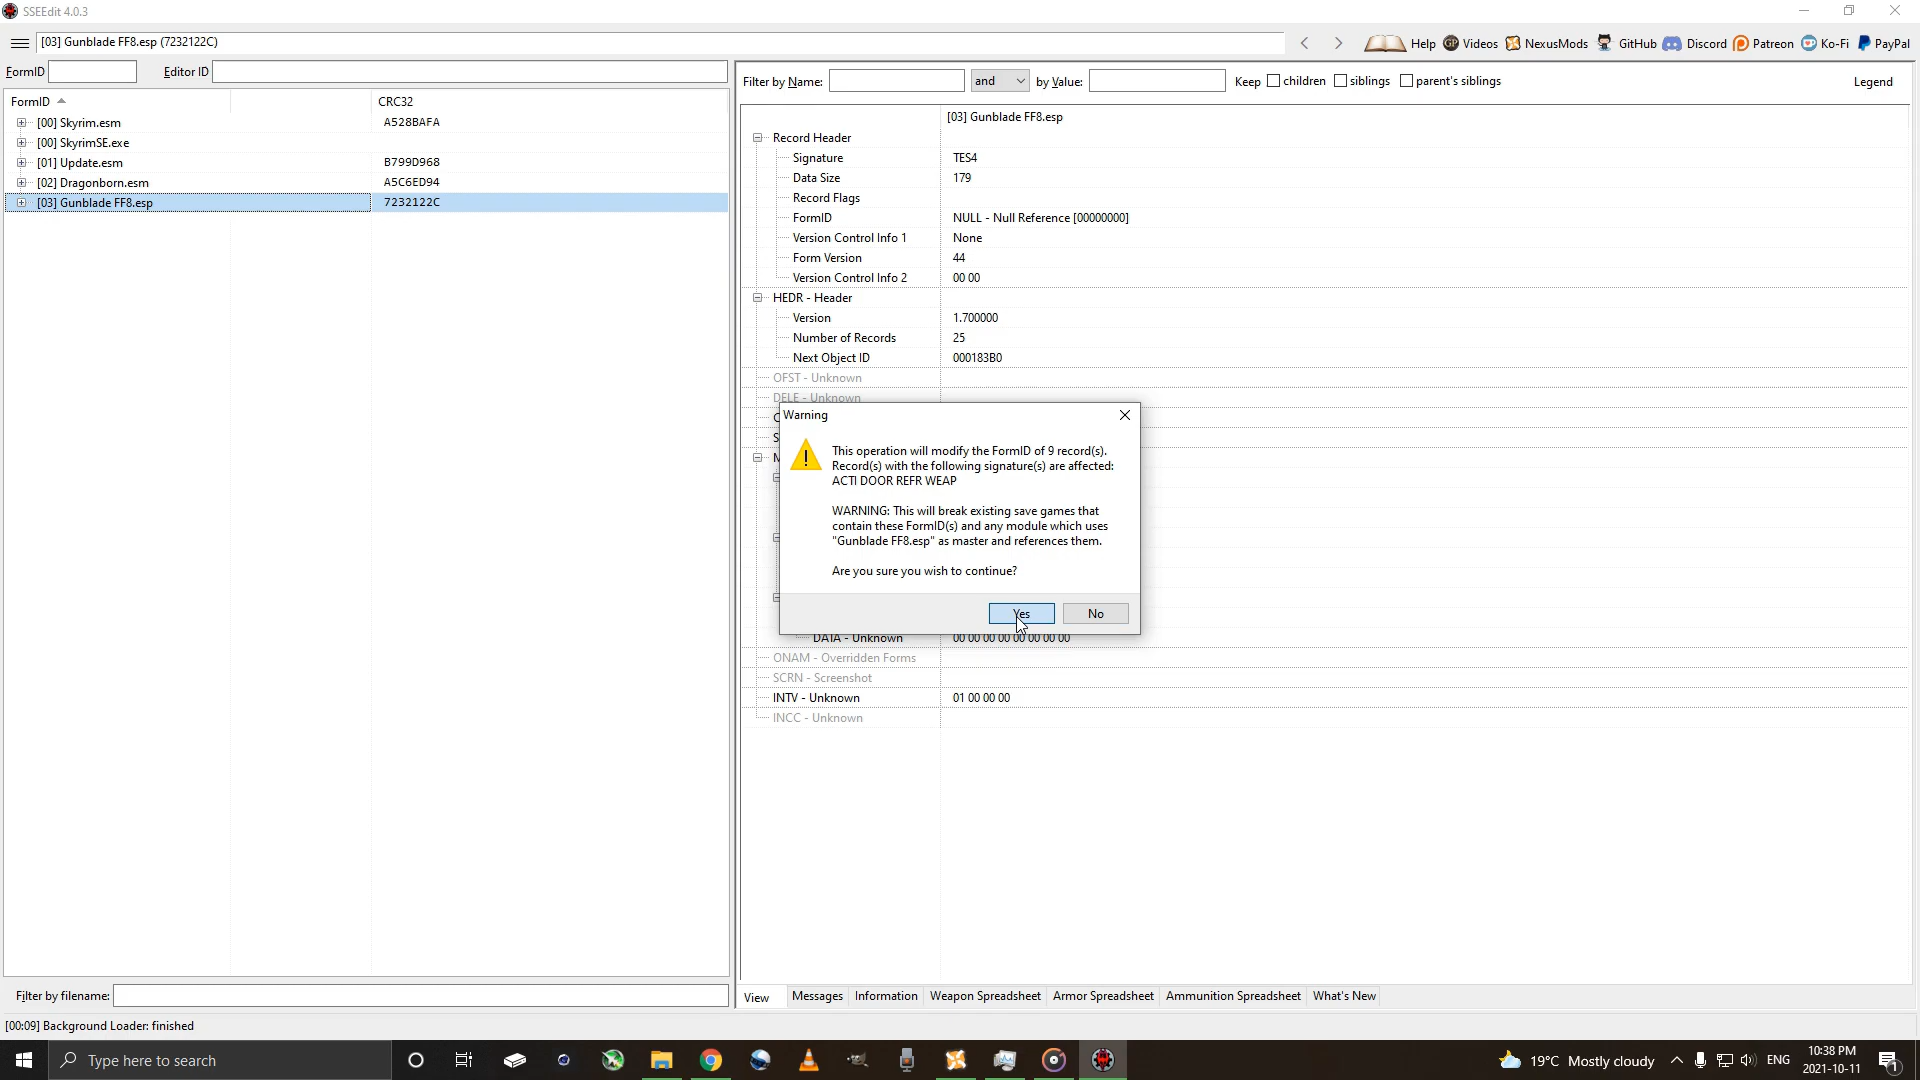 SSEEdit 4.0.3
[03] Gunblade FF8.esp (7232122C)
Help
Videos
NexusMods
GitHub
Discord
Patreon
Ko-Fi
PayPal
FormID
Editor ID
FormID
CRC32
[00] Skyrim.esm A528BAFA
[00] SkyrimSE.exe
[01] Update.esm B799D968
[02] Dragonborn.esm A5C6ED94
[03] Gunblade FF8.esp 7232122C
Filter by filename:
[00:09] Background Loader: finished
Filter by Name: and by Value: Keep children siblings parent's siblings Legend
[03] Gunblade FF8.esp
Record Header
Signature TES4
Data Size 179
Record Flags
FormID NULL - Null Reference [00000000]
Version Control Info 1 None
Form Version 44
Version Control Info 2 00 00
HEDR - Header
Version 1.700000
Number of Records 25
Next Object ID 000183B0
OFST - Unknown
DELE - Unknown
Warning
This operation will modify the FormID of 9 record(s).
Record(s) with the following signature(s) are affected:
ACTI DOOR REFR WEAP
WARNING: This will break existing save games that
contain these FormID(s) and any module which uses
"Gunblade FF8.esp" as master and references them.
Are you sure you wish to continue?
Yes No
DATA - Unknown 00 00 00 00 00 00 00 00
ONAM - Overridden Forms
SCRN - Screenshot
INTV - Unknown 01 00 00 00
INCC - Unknown
View Messages Information Weapon Spreadsheet Armor Spreadsheet Ammunition Spreadsheet What's New
Type here to search
19°C Mostly cloudy
ENG
10:38 PM
2021-10-11
1